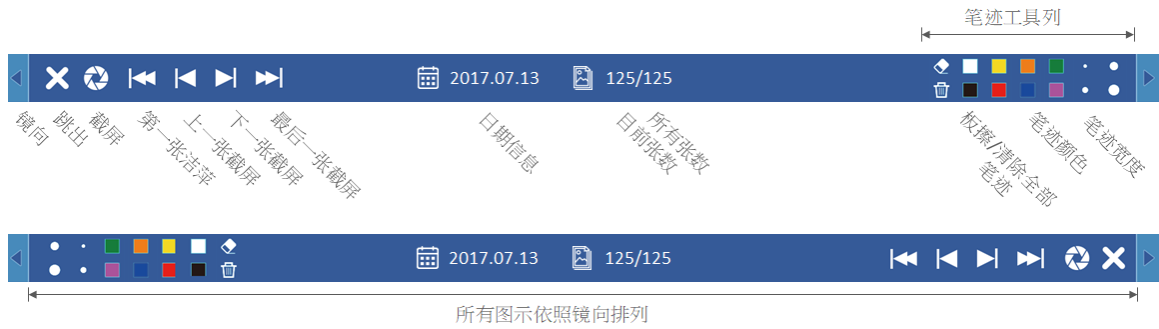 笔迹工具列
2017.07.13
125/125
镜向
跳出
截屏
第一张洁萍
上一张截屏
下一张截屏
最后一张截屏
日期信息
目前张数
所有张数
板擦/清除全部
笔迹
笔迹颜色
笔迹宽度
2017.07.13
125/125
所有图示依照镜向排列